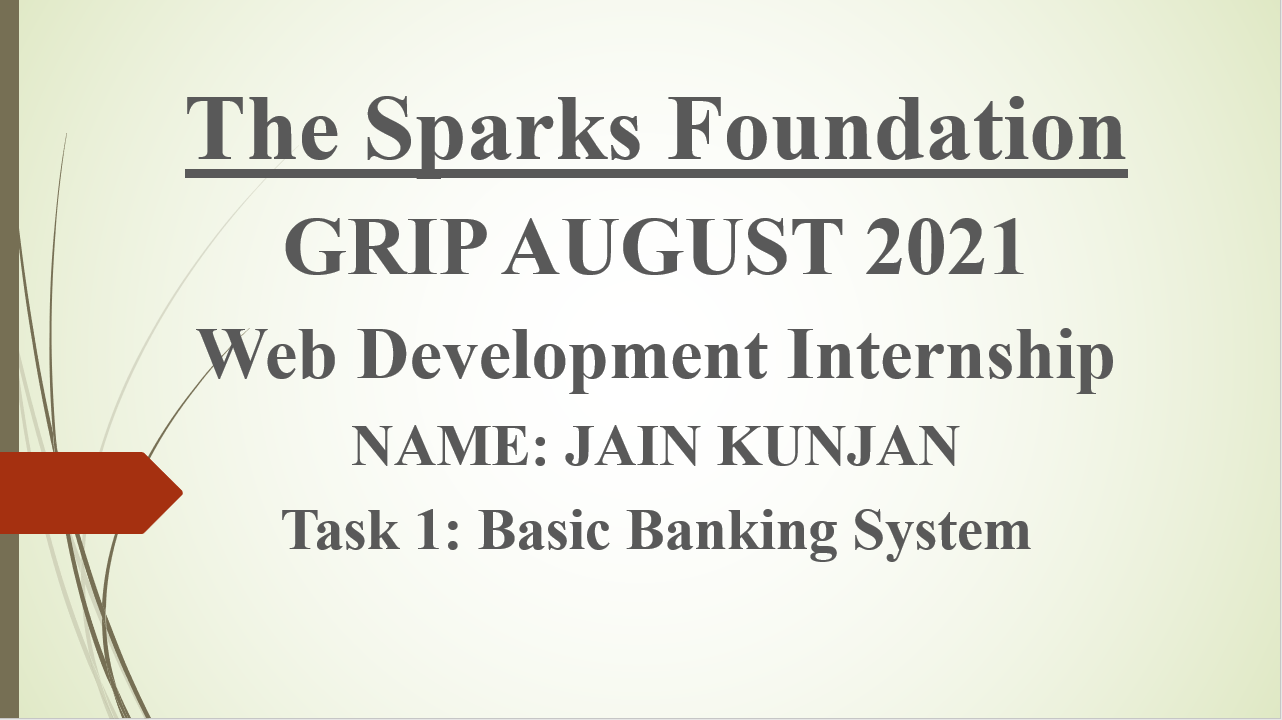 The Sparks Foundation
GRIP AUGUST 2021
Web Development Internship
NAME: JAIN KUNJAN
Task 1: Basic Banking System